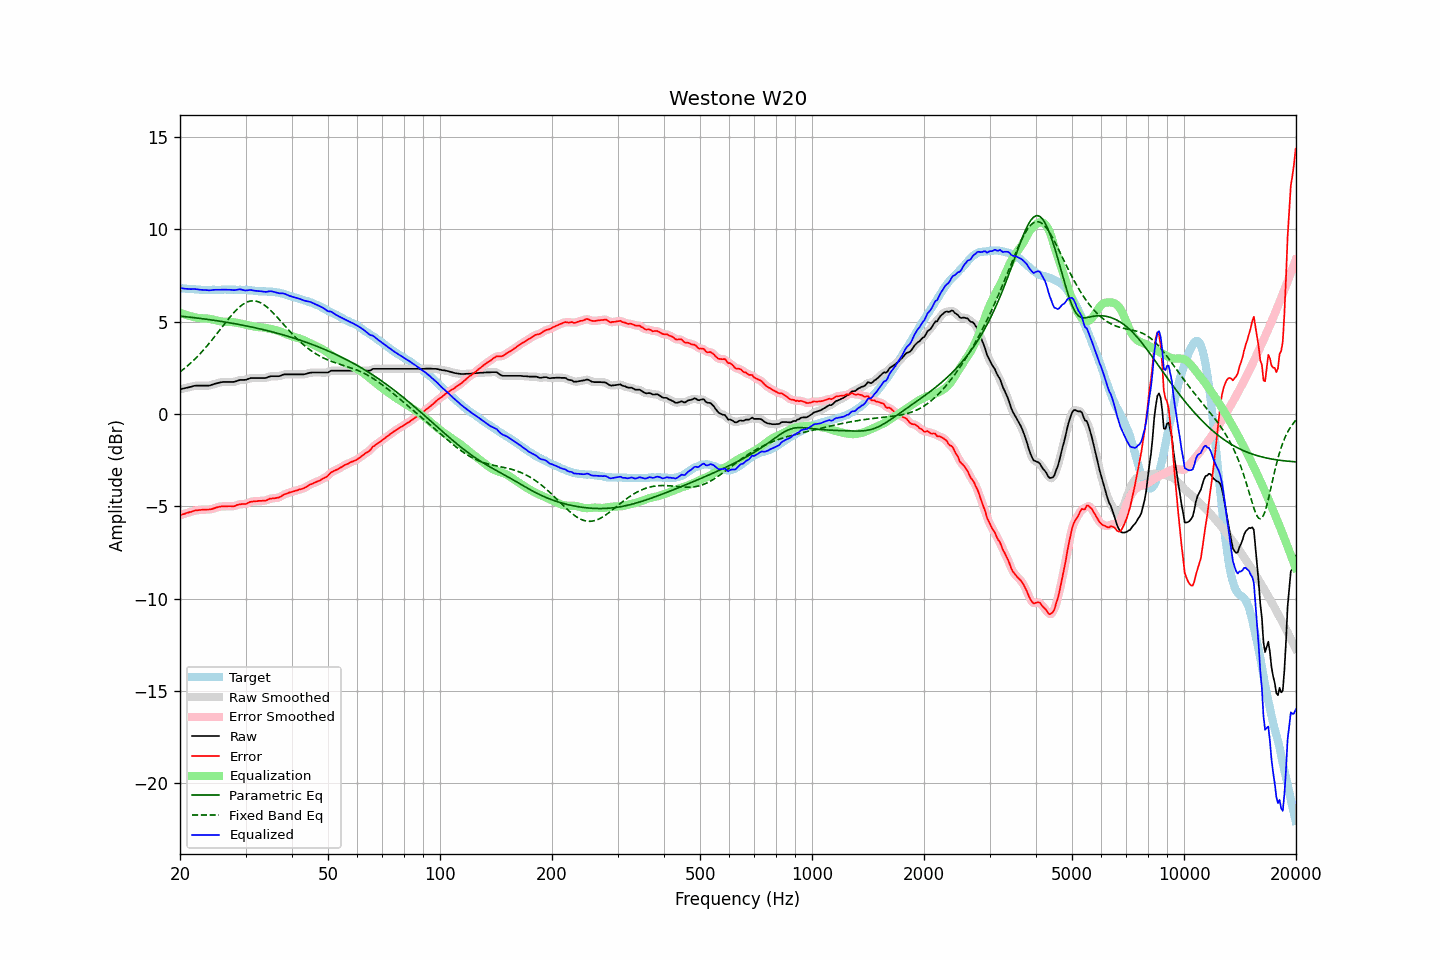 Westone W20
Amplitude (dBr)
15
10
5
0
−5
−10
−15
−20
Target
Raw Smoothed
Error Smoothed
Raw
Error
Equalization
Parametric Eq
Fixed Band Eq
Equalized
20 50 100 200 500 1000 2000 5000 10000 20000
Frequency (Hz)